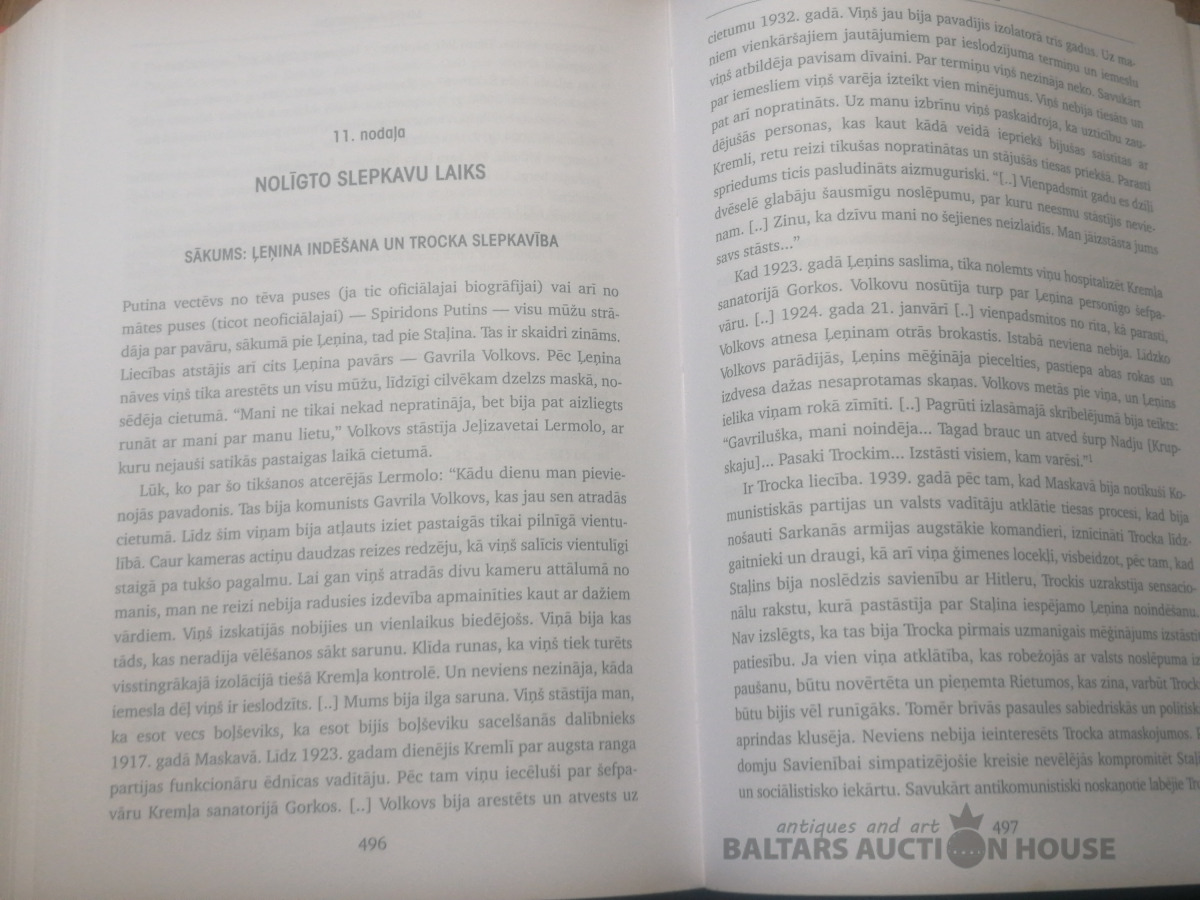 11. nodaļa
NOLĪGTO SLEPKAVU LAIKS
SĀKUMS: ĻEŅINA INDĒŠANA UN TROCKA SLEPKAVĪBA
Putina vectēvs no tēva puses (ja tic oficiālajai biogrāfijai) vai arī no
mātes puses (ticot neoficiālajai) — Spiridons Putins — visu mūžu strā-
dāja par pavāru, sākumā pie Ļeņina, tad pie Staļina. Tas ir skaidri zināms.
Liecības atstājis arī cits Ļeņina pavārs — Gavrila Volkovs. Pēc Ļeņina
nāves viņš tika arestēts un visu mūžu, līdzīgi cilvēkam dzelzs maskā, no-
sēdēja cietumā. “Mani ne tikai nekad nepratināja, bet bija pat aizliegts
runāt ar mani par manu lietu,” Volkovs stāstīja Jeļizavetai Lermolo, ar
kuru nejauši satikās pastaigas laikā cietumā.
Lūk, ko par šo tikšanos atcerējās Lermolo: “Kādu dienu man pievie-
nojās pavadonis. Tas bija komunists Gavrila Volkovs, kas jau sen atradās
cietumā. Līdz šim viņam bija atļauts iziet pastaigās tikai pilnīgā vientu-
lībā. Caur kameras actiņu daudzas reizes redzēju, kā viņš salīcis vientulīgi
staigā pa tukšo pagalmu. Lai gan viņš atradās divu kameru attālumā no
manis, man ne reizi nebija radusies izdevība apmainīties kaut ar dažiem
vārdiem. Viņš izskatījās nobijies un vienlaikus biedējošs. Viņā bija kas
tāds, kas neradīja vēlēšanos sākt sarunu. Klīda runas, ka viņš tiek turēts
visstingrākajā izolācijā tiešā Kremļa kontrolē. Un neviens nezināja, kāda
iemesla dēļ viņš ir ieslodzīts. [..] Mums bija ilga saruna. Viņš stāstīja man,
ka esot vecs boļševiks, ka esot bijis boļševiku sacelšanās dalībnieks
1917. gadā Maskavā. Līdz 1923. gadam dienējis Kremlī par augsta ranga
partijas funkcionāru ēdnīcas vadītāju. Pēc tam viņu iecēluši par šefpa-
vāru Kremļa sanatorijā Gorkos. [..] Volkovs bija arestēts un atvests uz
496
cietumu 1932. gadā. Viņš jau bija pavadījis izolatorā trīs gadus. Uz ma-
niem vienkāršajiem jautājumiem par ieslodzījuma termiņu un iemeslu
viņš atbildēja pavisam dīvaini. Par termiņu viņš nezināja neko. Savukārt
par iemesliem viņš varēja izteikt vien minējumus. Viņš nebija tiesāts un
pat arī nopratināts. Uz manu izbrīnu viņš paskaidroja, ka uzticību zau-
dējušās personas, kas kaut kādā veidā iepriekš bijušas saistītas ar
Kremli, retu reizi tikušas nopratinātas un stājušās tiesas priekšā. Parasti
spriedums ticis pasludināts aizmuguriski. “[..] Vienpadsmit gadu es dziļi
dvēselē glabāju šausmīgu noslēpumu, par kuru neesmu stāstījis nevie-
nam. [..] Zinu, ka dzīvu mani no šejienes neizlaidīs. Man jāizstāsta jums
savs stāsts...”
Kad 1923. gadā Ļeņins saslima, tika nolemts viņu hospitalizēt Kremļa
sanatorijā Gorkos. Volkovu nosūtīja turp par Ļeņina personīgo šefpa-
vāru. [..] 1924. gada 21. janvārī [..] vienpadsmitos no rīta, kā parasti,
Volkovs atnesa Ļeņinam otrās brokastis. Istabā neviena nebija. Līdzko
Volkovs parādījās, Ļeņins mēģināja piecelties, pastiepa abas rokas un
izdvesa dažas nesaprotamas skaņas. Volkovs metās pie viņa, un Ļeņins
ielika viņam rokā zīmīti. [..] Pagrūti izlasāmajā skribelējumā bija teikts:
“Gavriluška, mani noindēja... Tagad brauc un atved šurp Nadju [Krup-
skaju]... Pasaki Trockim... Izstāsti visiem, kam varēsi.”¹
Ir Trocka liecība. 1939. gadā pēc tam, kad Maskavā bija notikuši Ko-
munistiskās partijas un valsts vadītāju atklātie tiesas procesi, kad bija
nošauti Sarkanās armijas augstākie komandieri, iznīcināti Trocka līdz-
gaitnieki un draugi, kā arī viņa ģimenes locekļi, visbeidzot, pēc tam, kad
Staļins bija noslēdzis savienību ar Hitleru, Trockis uzrakstīja sensacio-
nālu rakstu, kurā pastāstīja par Staļina iespējamo Ļeņina noindēšanu.
Nav izslēgts, ka tas bija Trocka pirmais uzmanīgais mēģinājums izstāstī
patiesību. Ja vien viņa atklātība, kas robežojās ar valsts noslēpuma iz
paušanu, būtu novērtēta un pieņemta Rietumos, kas zina, varbūt Trock
būtu bijis vēl runīgāks. Tomēr brīvās pasaules sabiedriskās un politisk
aprindas klusēja. Neviens nebija ieinteresēts Trocka atmaskojumos.
domju Savienībai simpatizējošie kreisie nevēlējās kompromitēt Staļi
un sociālistisko iekārtu. Savukārt antikomunistiski noskaņotie labējie Tro
497
antiques and art
BALTARS AUCTION HOUSE